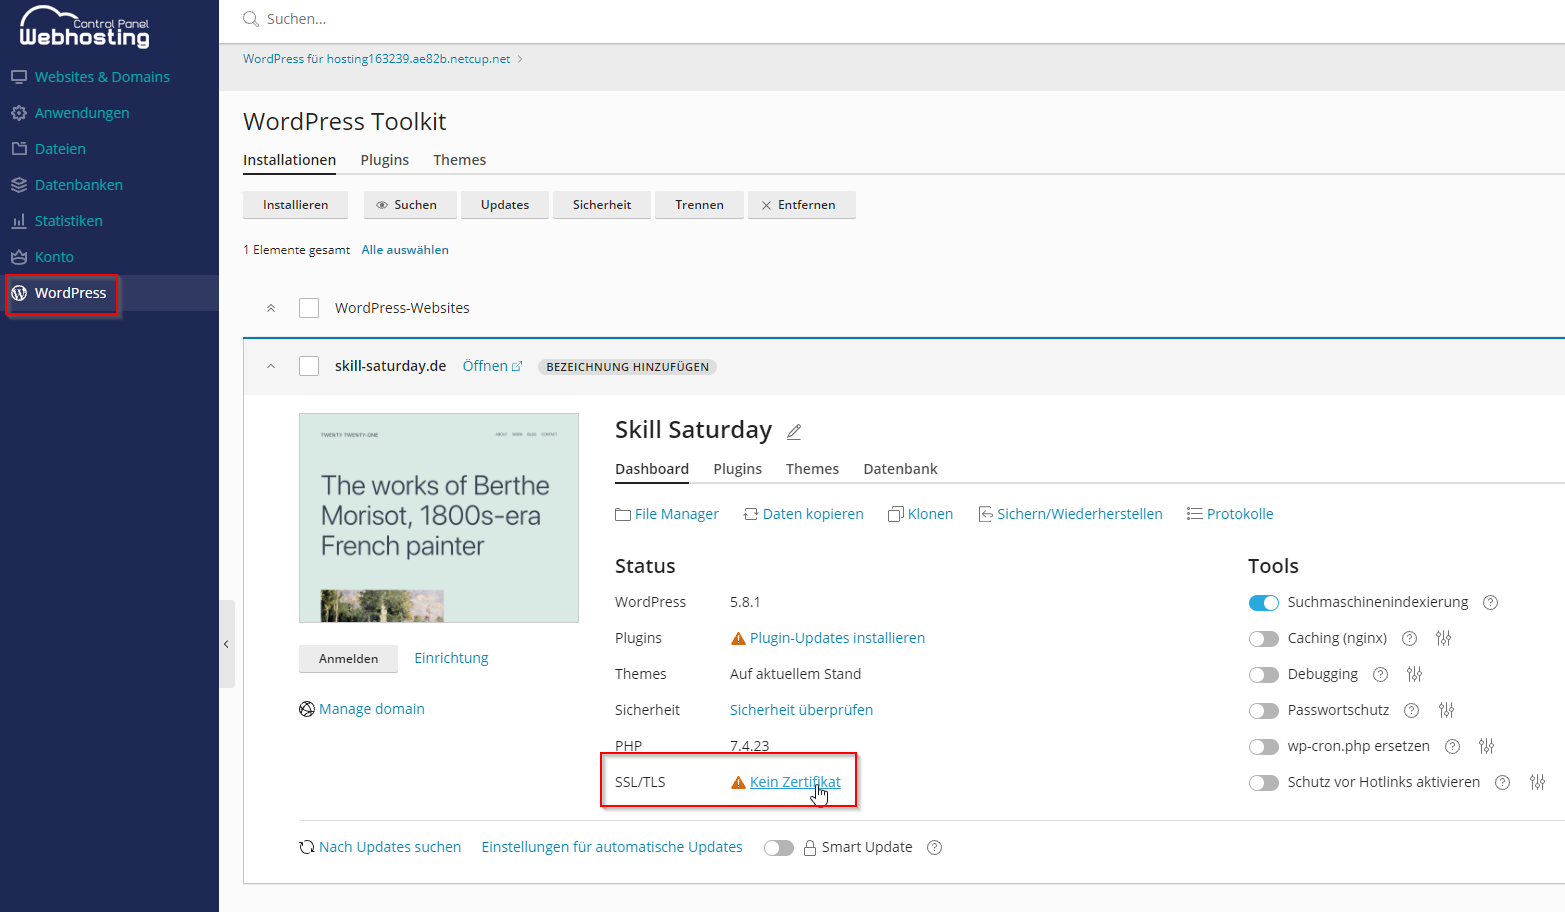 Control Panel
Webhosting
Suchen...
Websites & Domains
Anwendungen
Dateien
Datenbanken
Statistiken
Konto
WordPress
WordPress für hosting163239.ae82b.netcup.net
WordPress Toolkit
Installationen Plugins Themes
Installieren Suchen Updates Sicherheit Trennen Entfernen
1 Elemente gesamt Alle auswählen
WordPress-Websites
skill-saturday.de Öffnen BEZEICHNUNG HINZUFÜGEN
TWENTY TWENTY-ONE ABOUT WORK BLOG CONTACT
The works of Berthe
Morisot, 1800s-era
French painter
Anmelden Einrichtung
Manage domain
Skill Saturday
Dashboard Plugins Themes Datenbank
File Manager Daten kopieren Klonen Sichern/Wiederherstellen Protokolle
Status
WordPress 5.8.1
Plugins Plugin-Updates installieren
Themes Auf aktuellem Stand
Sicherheit Sicherheit überprüfen
PHP 7.4.23
SSL/TLS Kein Zertifikat
Tools
Suchmaschinenindexierung
Caching (nginx)
Debugging
Passwortschutz
wp-cron.php ersetzen
Schutz vor Hotlinks aktivieren
Nach Updates suchen Einstellungen für automatische Updates Smart Update